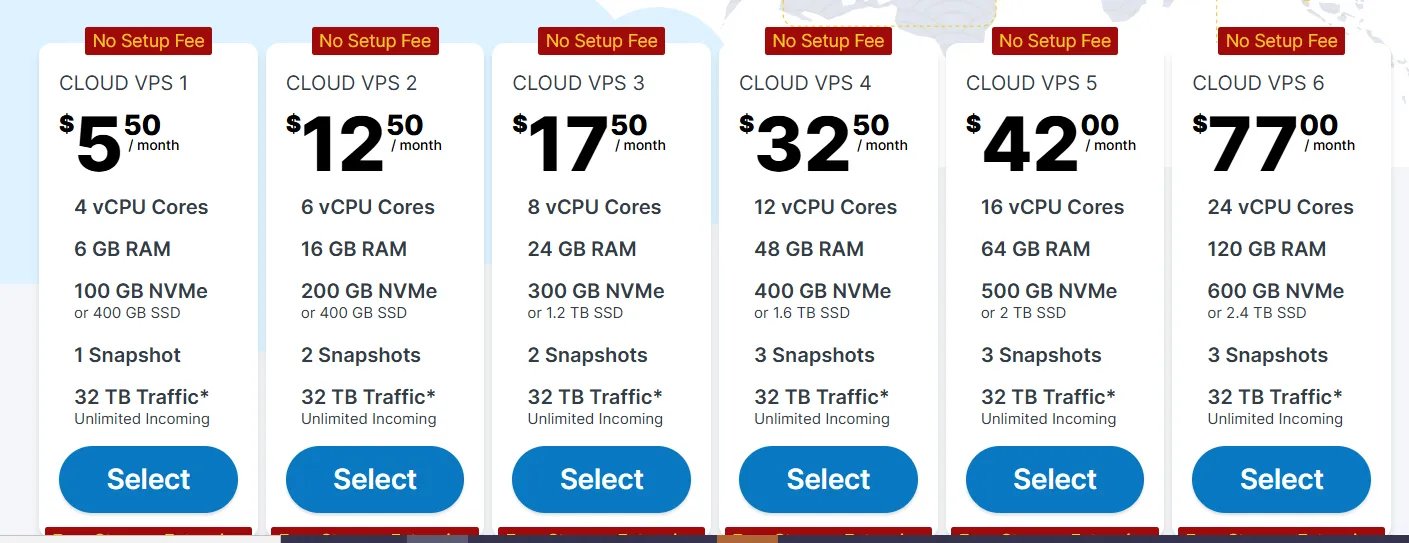 No Setup Fee
CLOUD VPS 1
$5 50 / month
4 vCPU Cores
6 GB RAM
100 GB NVMe
or 400 GB SSD
1 Snapshot
32 TB Traffic*
Unlimited Incoming
Select
No Setup Fee
CLOUD VPS 2
$12 50 / month
6 vCPU Cores
16 GB RAM
200 GB NVMe
or 400 GB SSD
2 Snapshots
32 TB Traffic*
Unlimited Incoming
Select
No Setup Fee
CLOUD VPS 3
$17 50 / month
8 vCPU Cores
24 GB RAM
300 GB NVMe
or 1.2 TB SSD
2 Snapshots
32 TB Traffic*
Unlimited Incoming
Select
No Setup Fee
CLOUD VPS 4
$32 50 / month
12 vCPU Cores
48 GB RAM
400 GB NVMe
or 1.6 TB SSD
3 Snapshots
32 TB Traffic*
Unlimited Incoming
Select
No Setup Fee
CLOUD VPS 5
$42 00 / month
16 vCPU Cores
64 GB RAM
500 GB NVMe
or 2 TB SSD
3 Snapshots
32 TB Traffic*
Unlimited Incoming
Select
No Setup Fee
CLOUD VPS 6
$77 00 / month
24 vCPU Cores
120 GB RAM
600 GB NVMe
or 2.4 TB SSD
3 Snapshots
32 TB Traffic*
Unlimited Incoming
Select